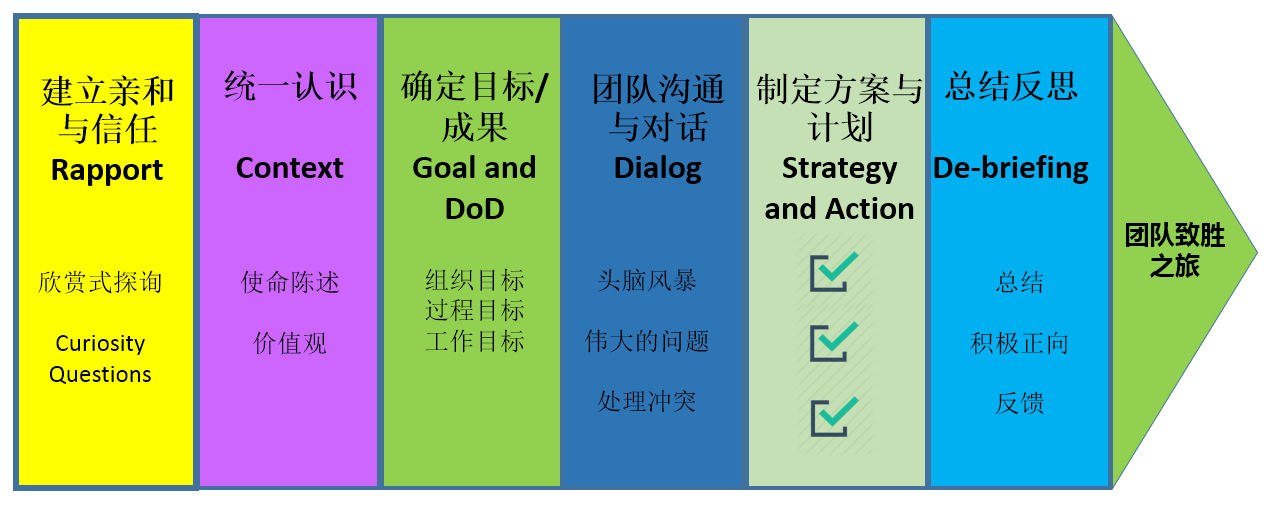 建立亲和
与信任
Rapport
欣赏式探询
Curiosity
Questions
统一认识
Context
使命陈述
价值观
确定目标/
成果
Goal and
DoD
组织目标
过程目标
工作目标
团队沟通
与对话
Dialog
头脑风暴
伟大的问题
处理冲突
制定方案与
计划
Strategy
and Action
总结反思
De-briefing
总结
积极正向
反馈
团队致胜
之旅